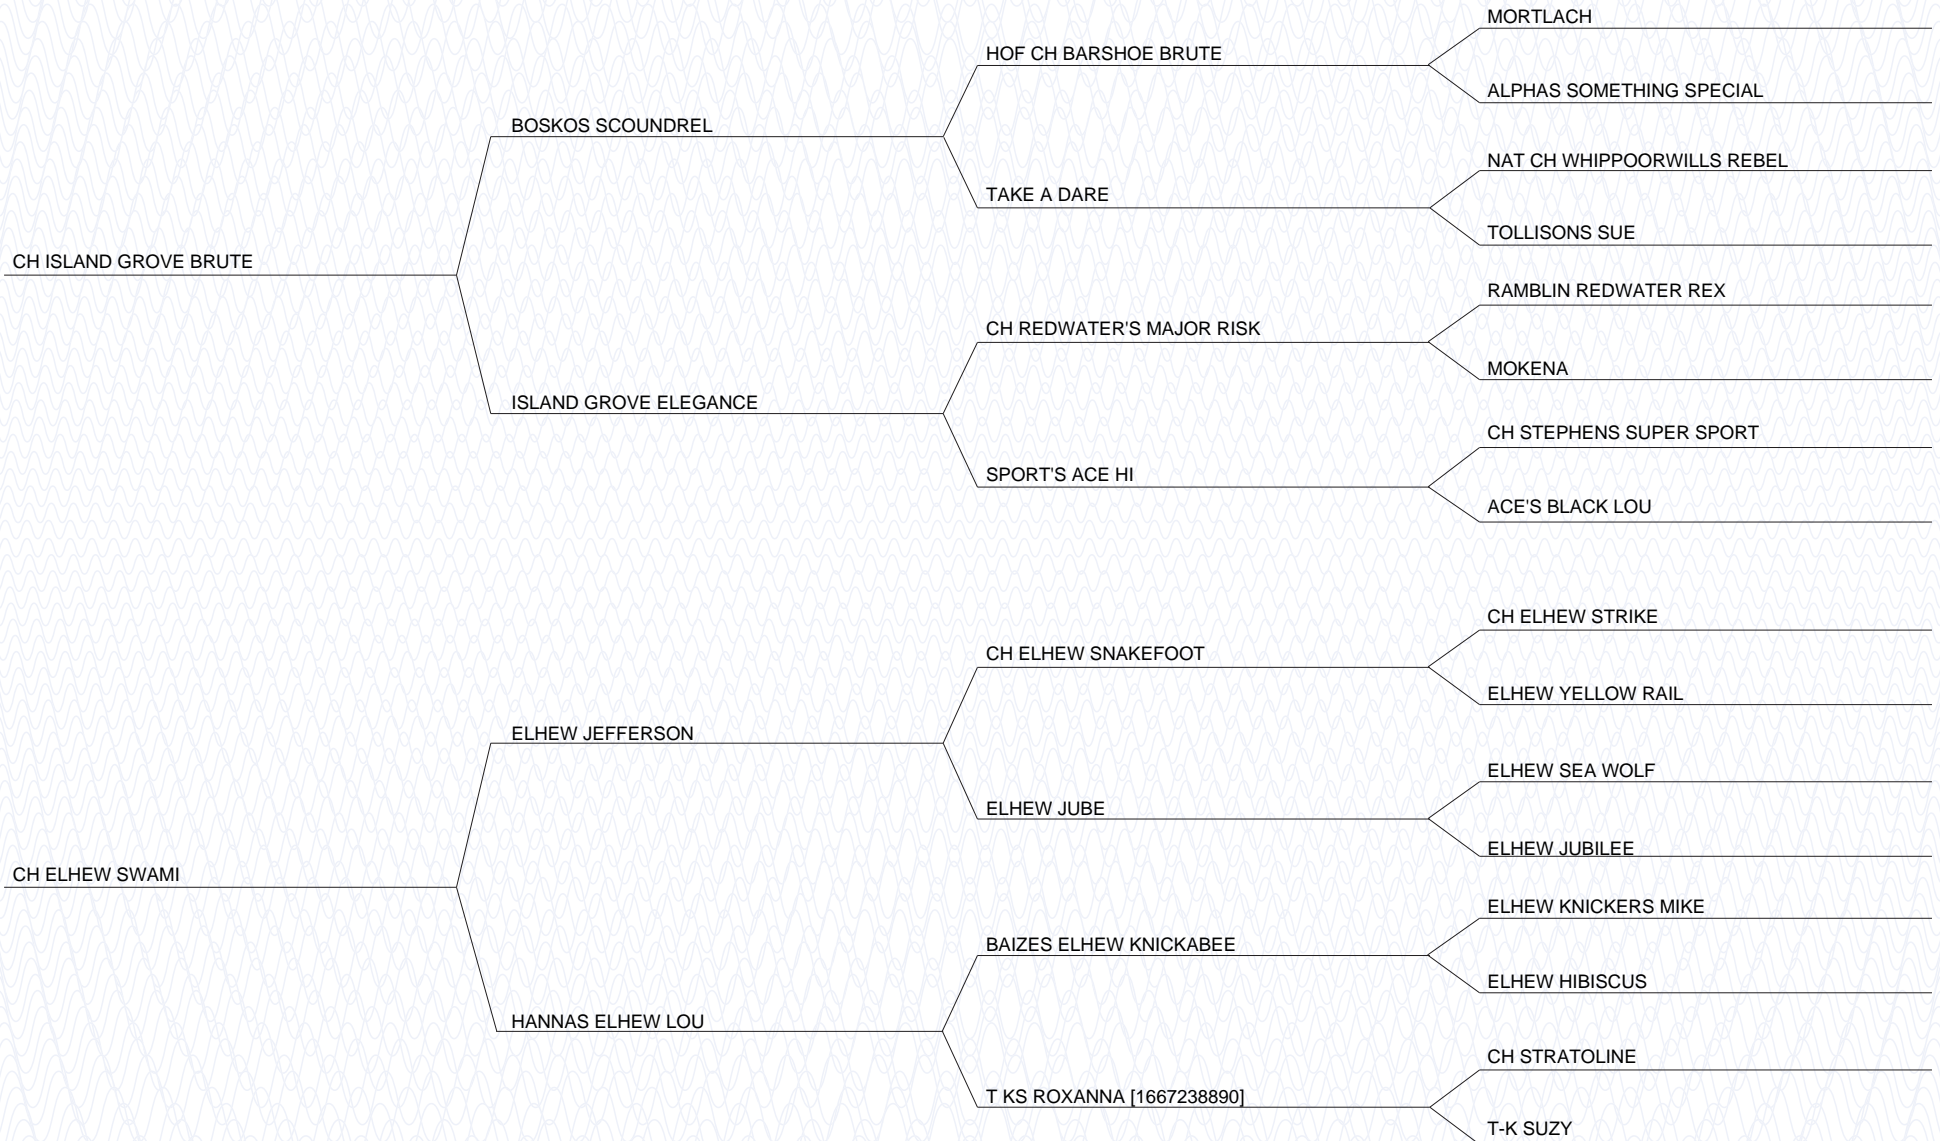 MORTLACH
HOF CH BARSHOE BRUTE
ALPHAS SOMETHING SPECIAL
BOSKOS SCOUNDREL
NAT CH WHIPPOORWILLS REBEL
TAKE A DARE
TOLLISONS SUE
CH ISLAND GROVE BRUTE
RAMBLIN REDWATER REX
CH REDWATER'S MAJOR RISK
MOKENA
ISLAND GROVE ELEGANCE
CH STEPHENS SUPER SPORT
SPORT'S ACE HI
ACE'S BLACK LOU
CH ELHEW STRIKE
CH ELHEW SNAKEFOOT
ELHEW YELLOW RAIL
ELHEW JEFFERSON
ELHEW SEA WOLF
ELHEW JUBE
ELHEW JUBILEE
CH ELHEW SWAMI
ELHEW KNICKERS MIKE
BAIZES ELHEW KNICKABEE
ELHEW HIBISCUS
HANNAS ELHEW LOU
CH STRATOLINE
T KS ROXANNA [1667238890]
T-K SUZY